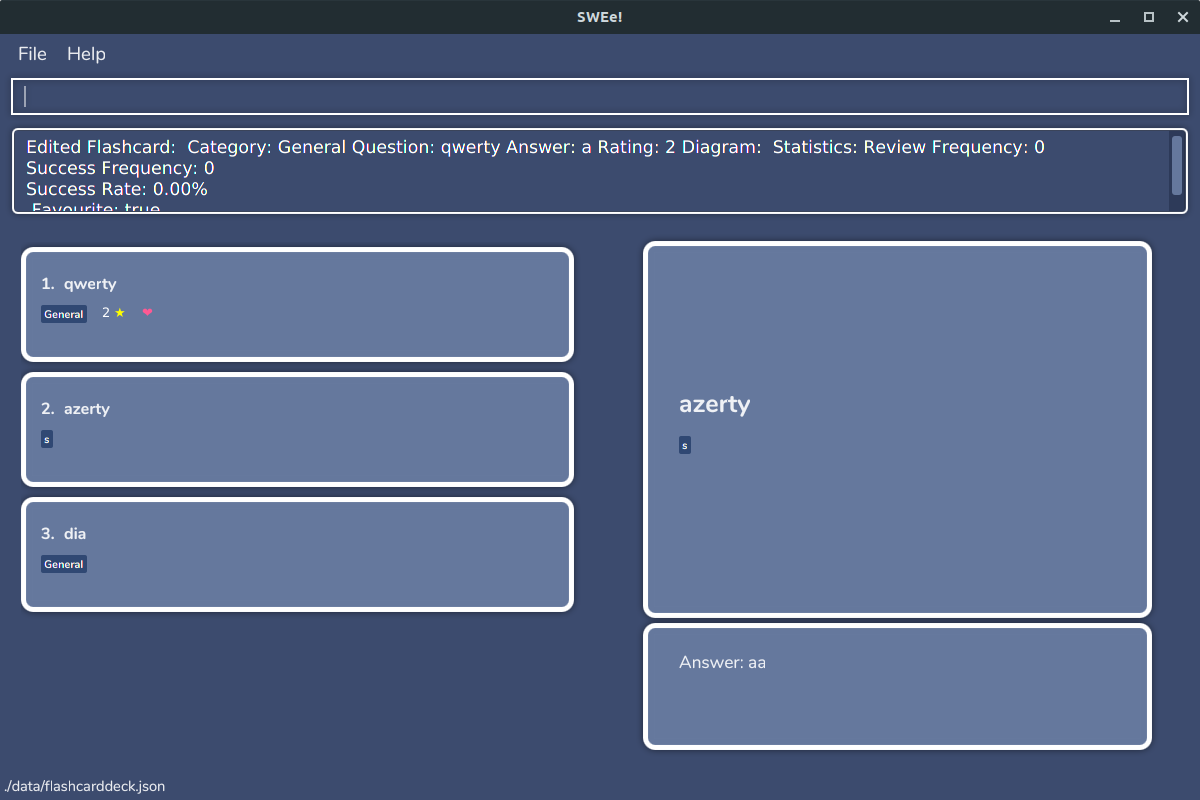 SWEe!
File Help
Edited Flashcard:  Category: General Question: qwerty Answer: a Rating: 2 Diagram:  Statistics: Review Frequency: 0
Success Frequency: 0
Success Rate: 0.00%
Favourite: true
1. qwerty
General 2 ★ ❤
2. azerty
s
3. dia
General
azerty
s
Answer: aa
./data/flashcarddeck.json